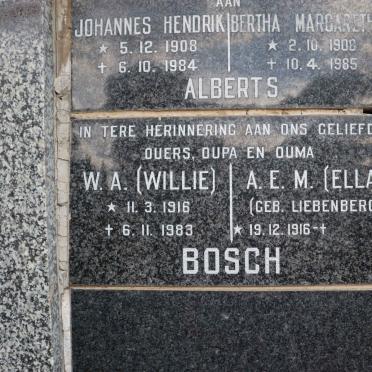 AAN
JOHANNES HENDRIK BERTHA MARGARETH
* 5.12.1908 * 2.10.1908
+ 6.10.1984 + 10.4.1985
ALBERTS
IN TERE HERINNERING AAN ONS GELIEFD
OUERS, OUPA EN OUMA
W.A. (WILLIE) A.E.M. (ELLA
* 11.3.1916 (GEB. LIEBENBERG
+ 6.11.1983 * 19.12.1916-+
BOSCH